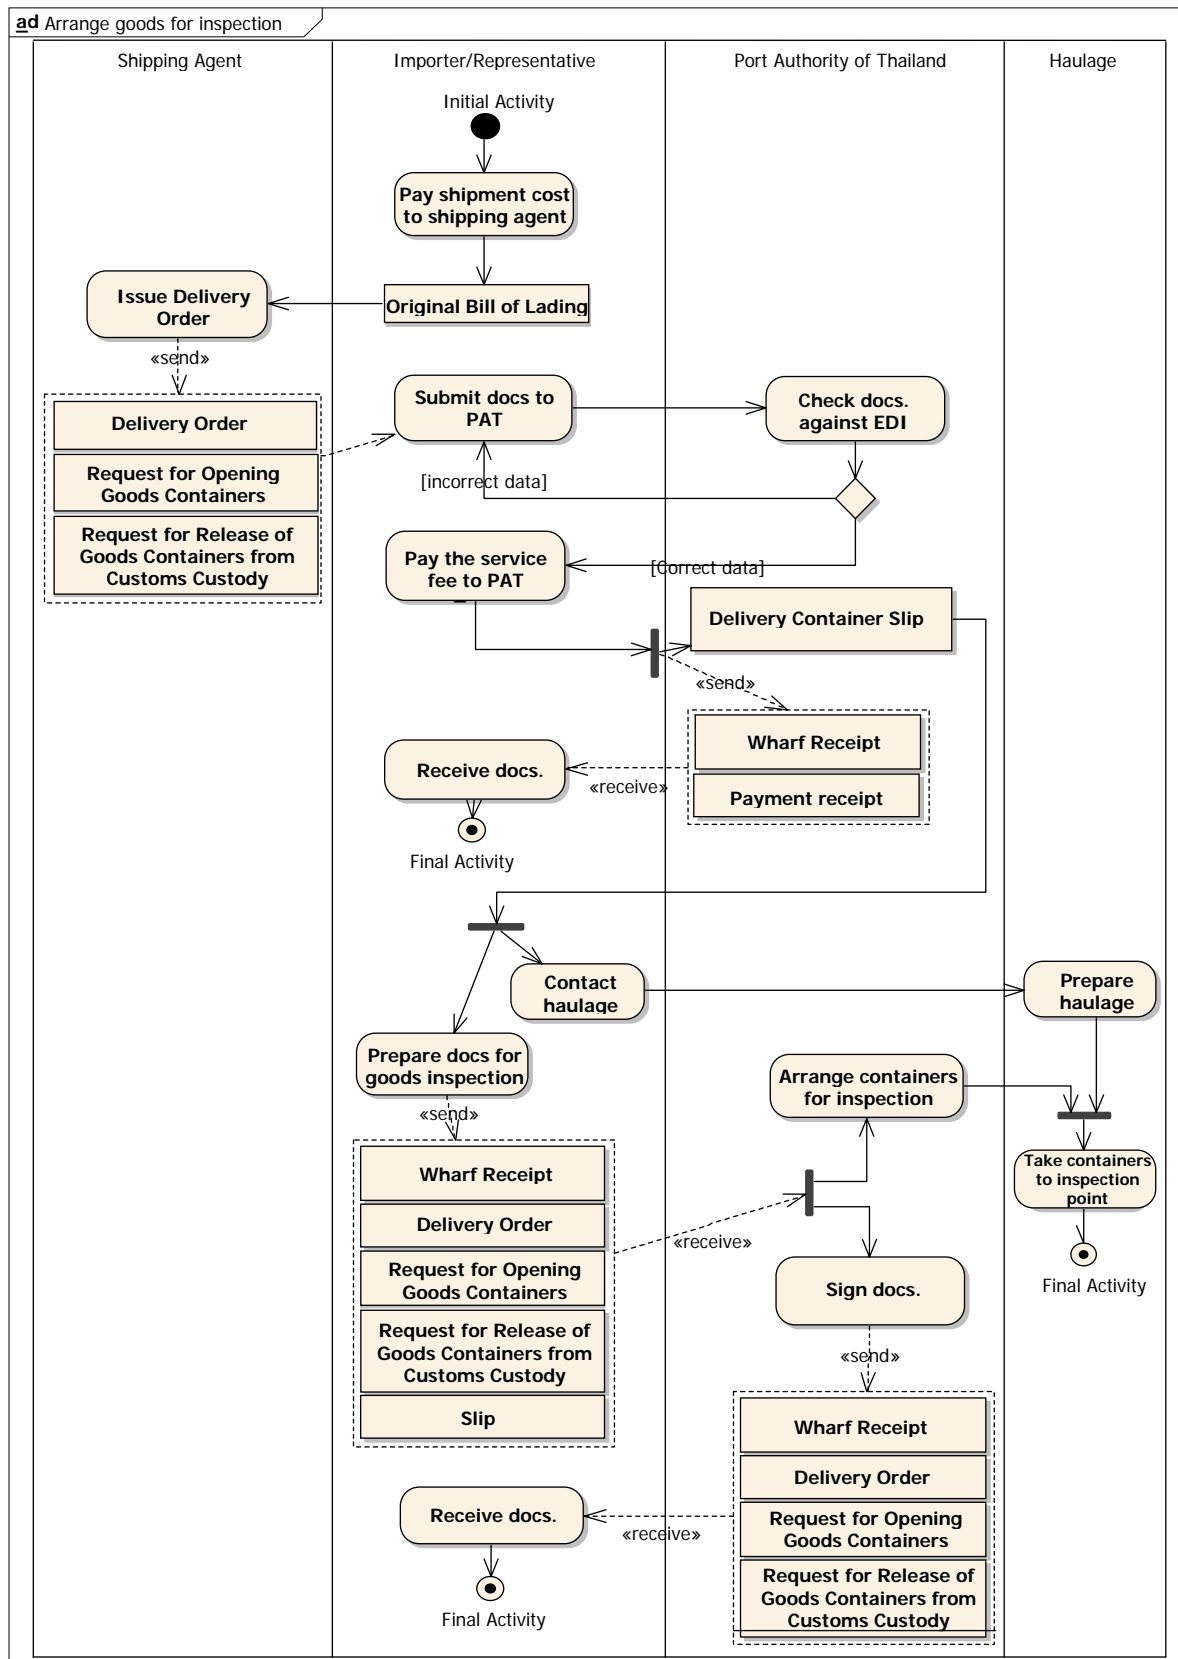 ad Arrange goods for inspection
Shipping Agent
Importer/Representative
Port Authority of Thailand
Haulage
Initial Activity
Pay shipment cost
to shipping agent
Issue Delivery
Order
Original Bill of Lading
«send»
Delivery Order
Request for Opening
Goods Containers
Request for Release of
Goods Containers from
Customs Custody
Submit docs to
PAT
Check docs.
against EDI
[incorrect data]
Pay the service
fee to PAT
[Correct data]
Delivery Container Slip
«send»
Wharf Receipt
Payment receipt
Receive docs.
«receive»
Final Activity
Contact
haulage
Prepare
haulage
Prepare docs for
goods inspection
Arrange containers
for inspection
«send»
Wharf Receipt
Delivery Order
Request for Opening
Goods Containers
Request for Release of
Goods Containers from
Customs Custody
Slip
«receive»
Take containers
to inspection
point
Final Activity
Sign docs.
«send»
Wharf Receipt
Delivery Order
Request for Opening
Goods Containers
Request for Release of
Goods Containers from
Customs Custody
Receive docs.
«receive»
Final Activity